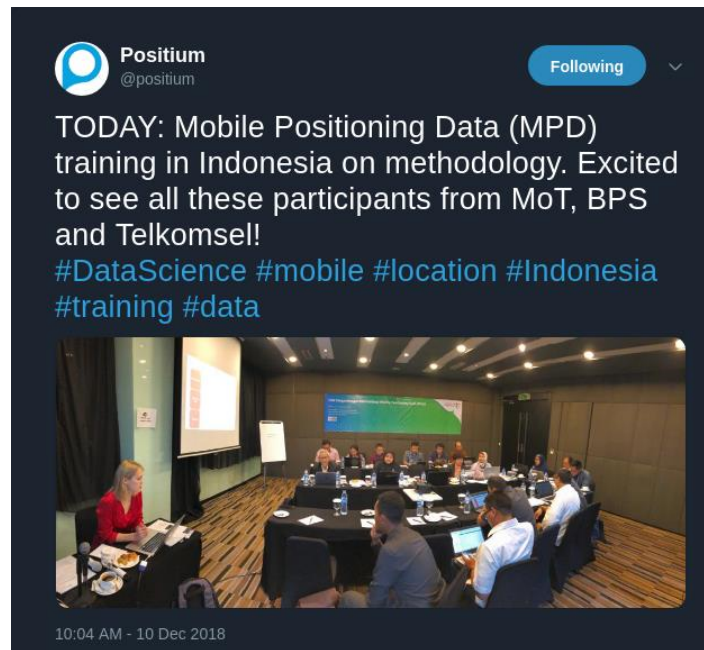 Positium
@positium
Following
TODAY: Mobile Positioning Data (MPD)
training in Indonesia on methodology. Excited
to see all these participants from MoT, BPS
and Telkomsel!
#DataScience #mobile #location #Indonesia
#training #data
10:04 AM - 10 Dec 2018